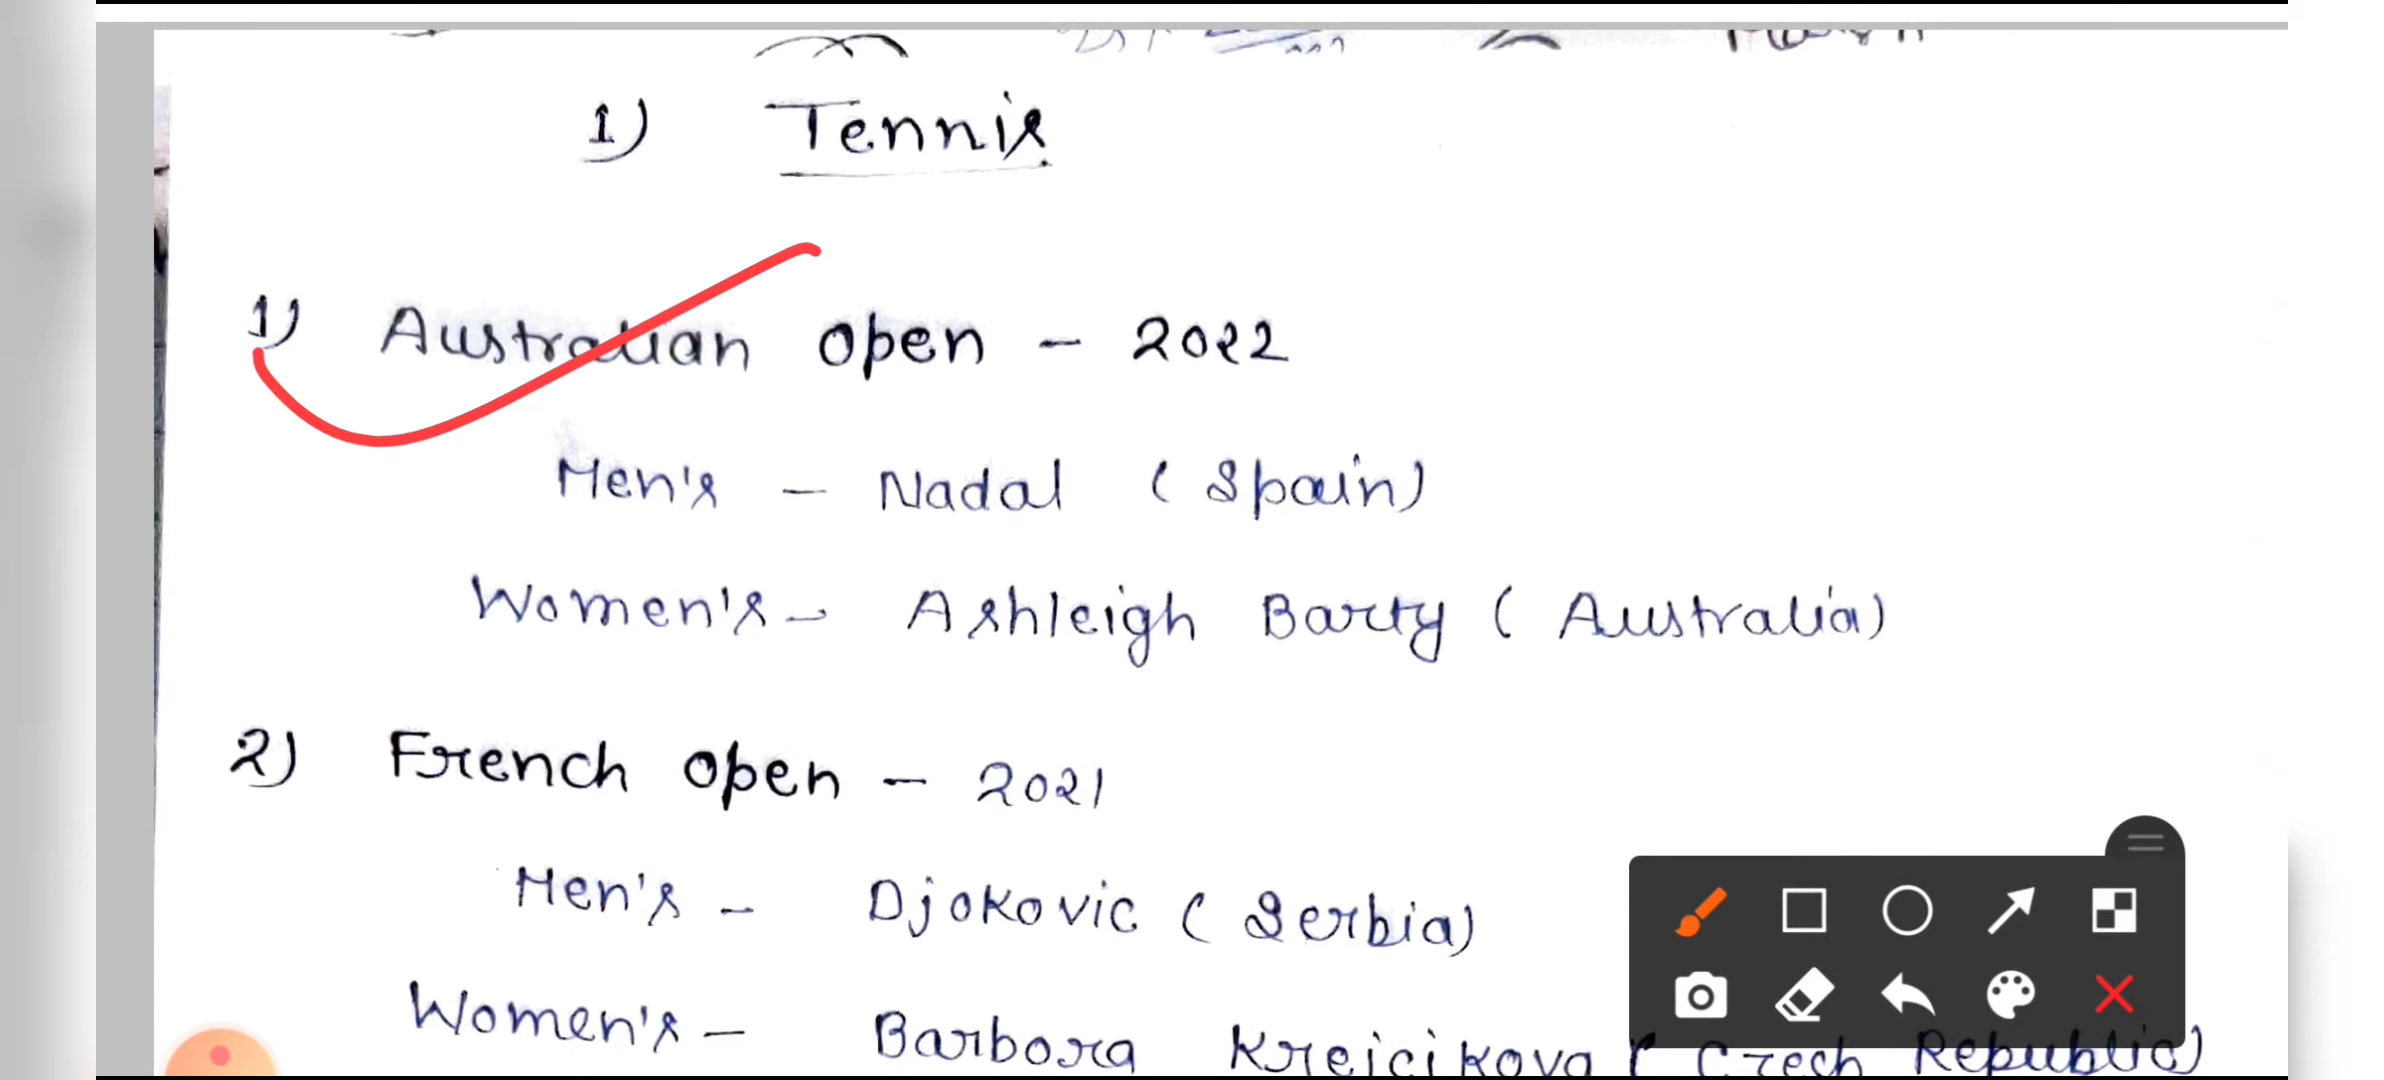 1) Tennis
1) Australian open - 2022
Men's - Nadal (Spain)
Women's - Ashleigh Barty (Australia)
2) French open - 2021
Men's - Djokovic (Serbia)
Women's - Barbora Kreicikova (Czech Republic)